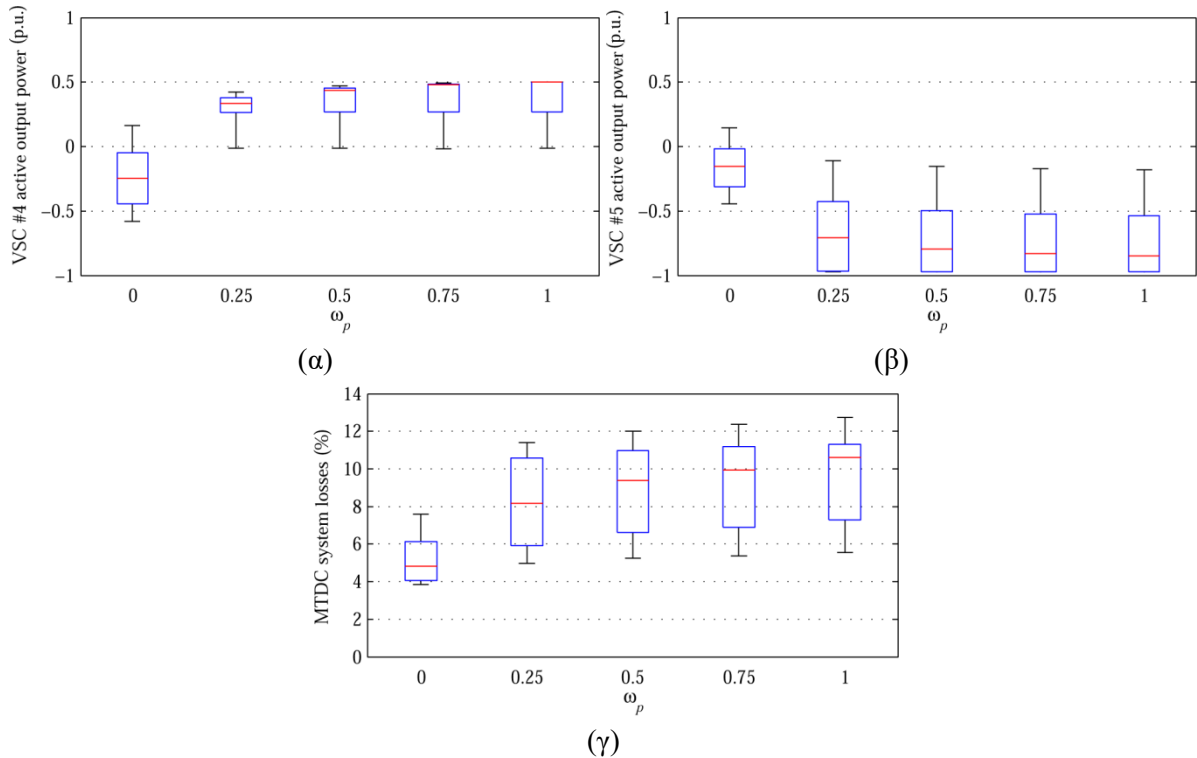 VSC #4 active output power (p.u.)
1
0.5
0
−0.5
−1
0 0.25 0.5 0.75 1
ω_p
(α)
VSC #5 active output power (p.u.)
1
0.5
0
−0.5
−1
0 0.25 0.5 0.75 1
ω_p
(β)
MTDC system losses (%)
14
12
10
8
6
4
2
0
0 0.25 0.5 0.75 1
ω_p
(γ)